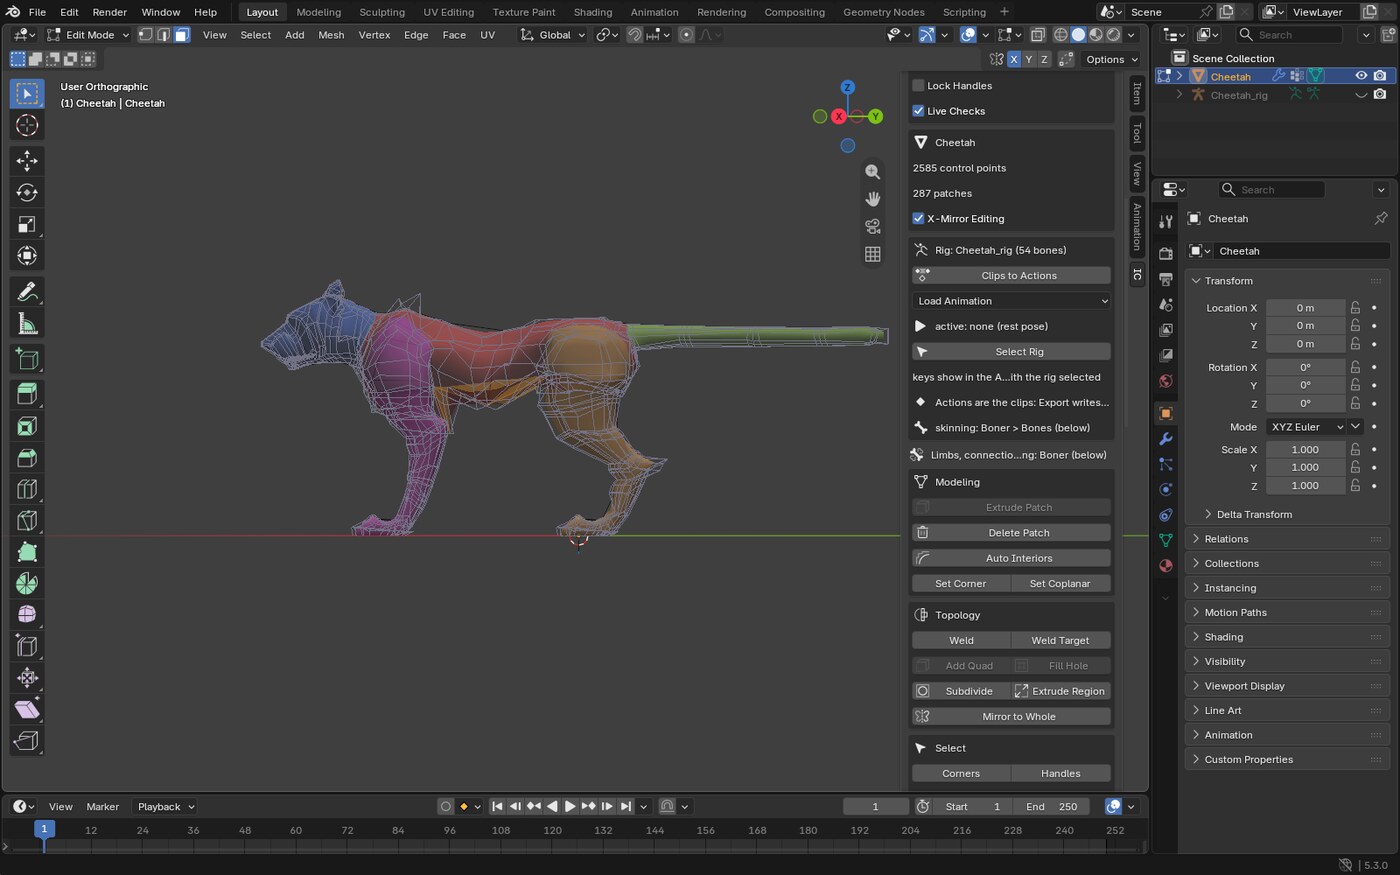 File Edit Render Window Help Layout Modeling Sculpting UV Editing Texture Paint Shading Animation Rendering Compositing Geometry Nodes Scripting + Scene ViewLayer
Edit Mode View Select Add Mesh Vertex Edge Face UV Global Search
X Y Z Options
User Orthographic
(1) Cheetah | Cheetah
Z
X
Y
Lock Handles
Live Checks
Cheetah
2585 control points
287 patches
X-Mirror Editing
Rig: Cheetah_rig (54 bones)
Clips to Actions
Load Animation
active: none (rest pose)
Select Rig
keys show in the A...ith the rig selected
Actions are the clips: Export writes...
skinning: Boner > Bones (below)
Limbs, connectio...ng: Boner (below)
Modeling
Extrude Patch
Delete Patch
Auto Interiors
Set Corner Set Coplanar
Topology
Weld Weld Target
Add Quad Fill Hole
Subdivide Extrude Region
Mirror to Whole
Select
Corners Handles
Item
Tool
View
Animation
IC
Scene Collection
Cheetah
Cheetah_rig
Search
Cheetah
Cheetah
Transform
Location X 0 m
Y 0 m
Z 0 m
Rotation X 0°
Y 0°
Z 0°
Mode XYZ Euler
Scale X 1.000
Y 1.000
Z 1.000
Delta Transform
Relations
Collections
Instancing
Motion Paths
Shading
Visibility
Viewport Display
Line Art
Animation
Custom Properties
View Marker Playback 1 Start 1 End 250
1 12 24 36 48 60 72 84 96 108 120 132 144 156 168 180 192 204 216 228 240 252
5.3.0